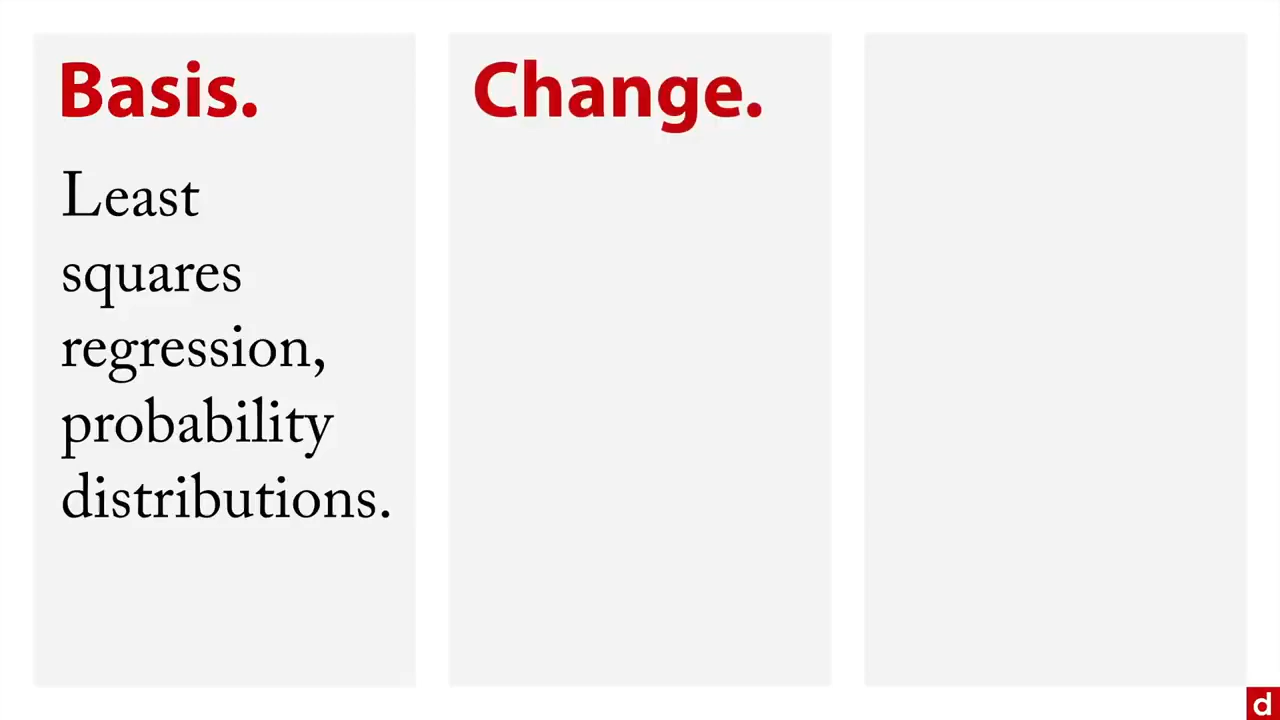 Basis.
Least
squares
regression,
probability
distributions.
Change.
d